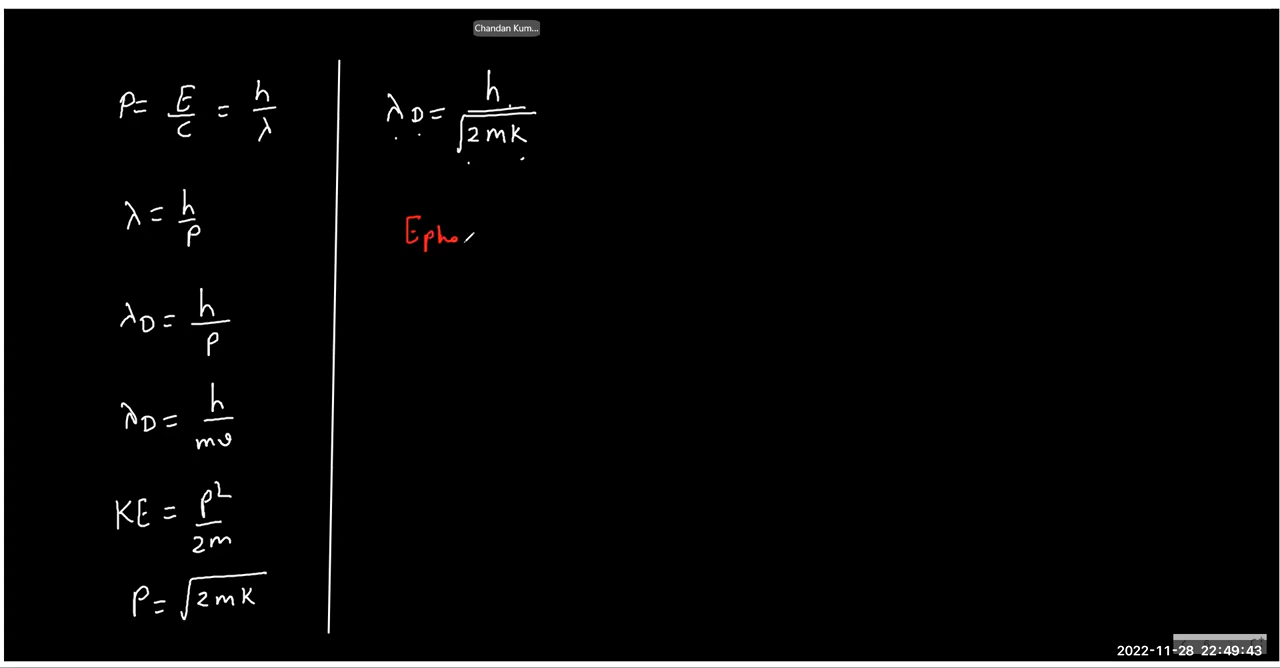 Chandan Kum...
P= E/C = h/λ
λ = h/P
λD = h/P
λD = h/mv
KE = P²/2m
P = √2mK
λD = h/√2mK
Epho
2022-11-28 22:49:43